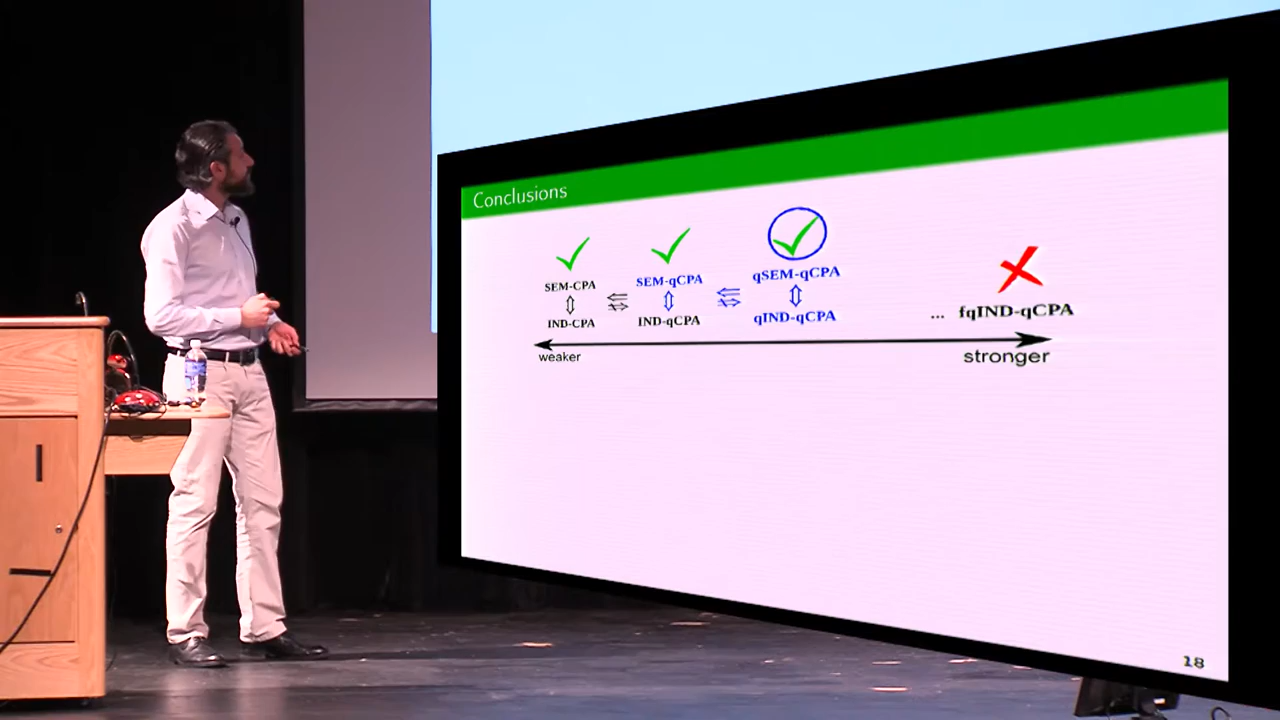 Conclusions
SEM-CPA SEM-qCPA qSEM-qCPA
IND-CPA IND-qCPA qIND-qCPA ... fqIND-qCPA
weaker stronger
18